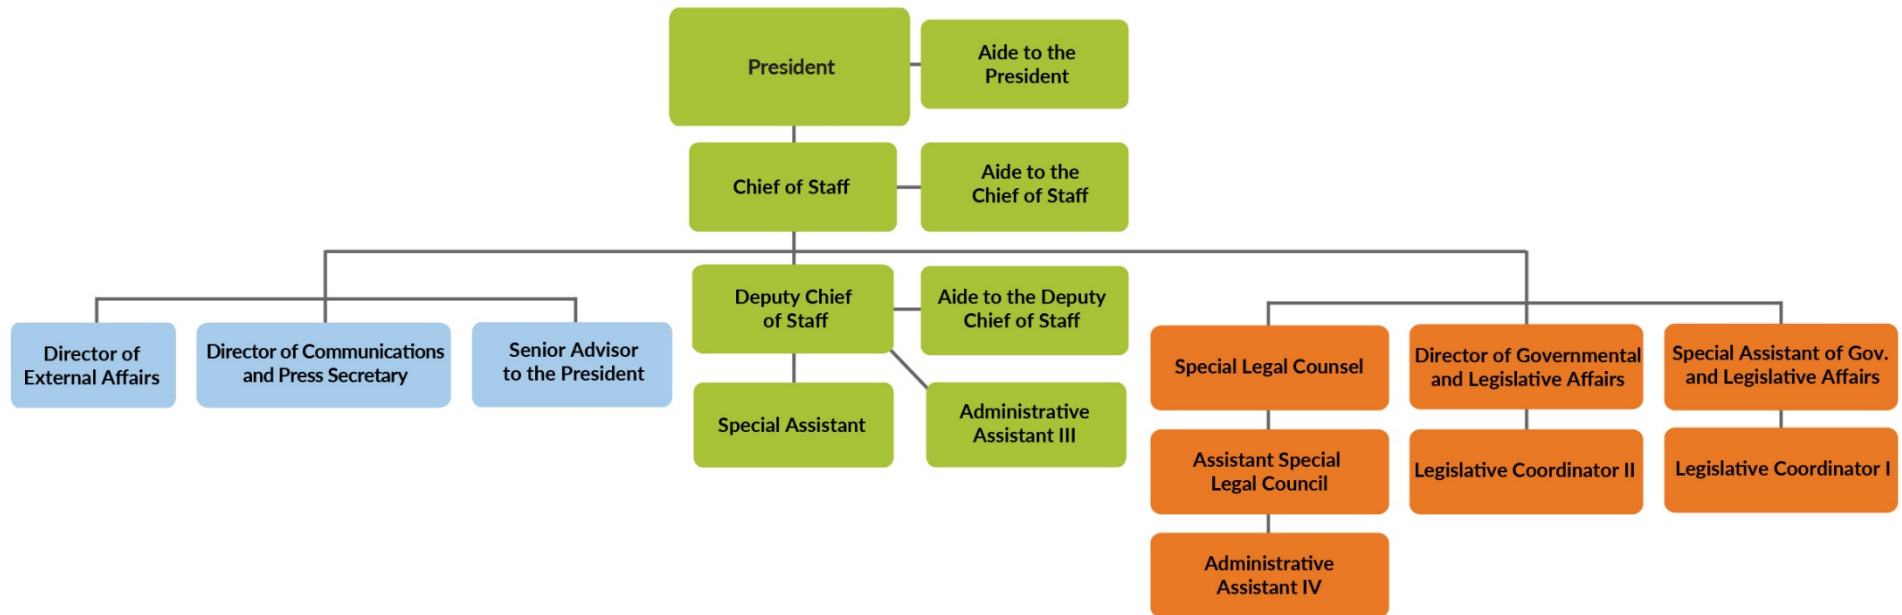 President
Aide to the
President
Chief of Staff
Aide to the
Chief of Staff
Deputy Chief
of Staff
Aide to the Deputy
Chief of Staff
Director of
External Affairs
Director of Communications
and Press Secretary
Senior Advisor
to the President
Special Assistant
Administrative
Assistant III
Special Legal Counsel
Director of Governmental
and Legislative Affairs
Special Assistant of Gov.
and Legislative Affairs
Assistant Special
Legal Council
Legislative Coordinator II
Legislative Coordinator I
Administrative
Assistant IV